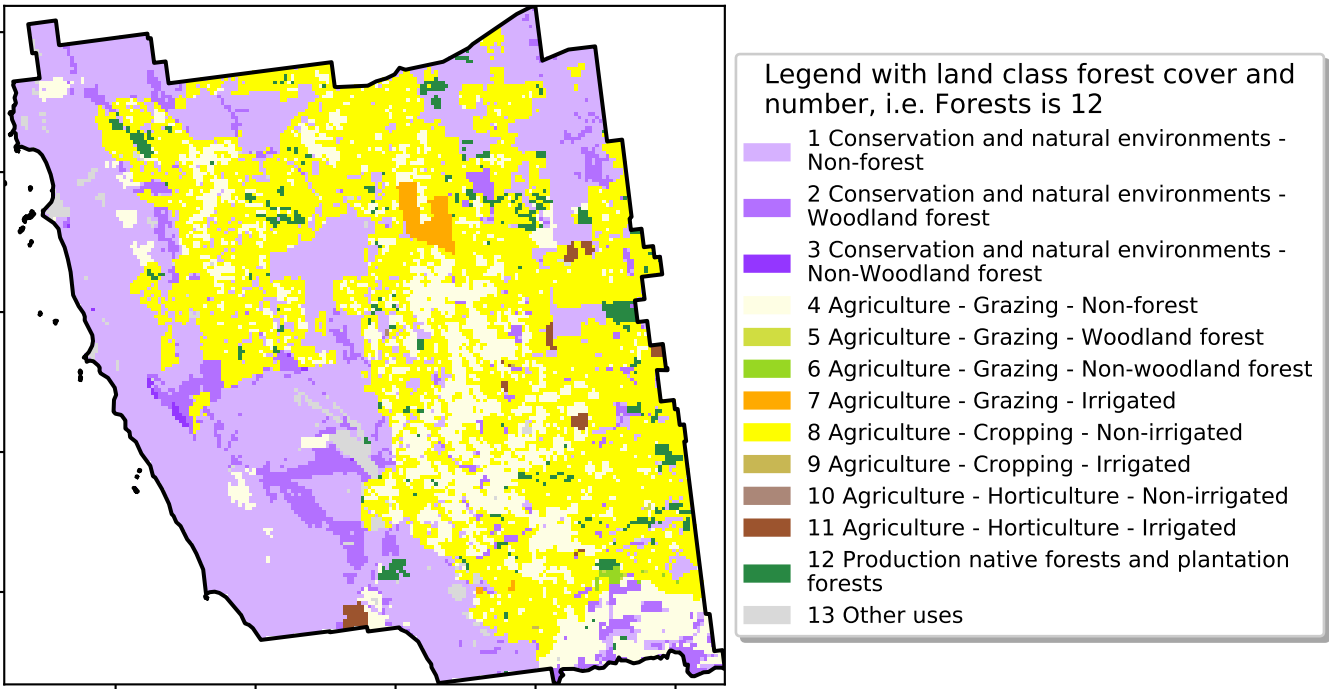 Legend with land class forest cover and
number, i.e. Forests is 12
1 Conservation and natural environments -
Non-forest
2 Conservation and natural environments -
Woodland forest
3 Conservation and natural environments -
Non-Woodland forest
4 Agriculture - Grazing - Non-forest
5 Agriculture - Grazing - Woodland forest
6 Agriculture - Grazing - Non-woodland forest
7 Agriculture - Grazing - Irrigated
8 Agriculture - Cropping - Non-irrigated
9 Agriculture - Cropping - Irrigated
10 Agriculture - Horticulture - Non-irrigated
11 Agriculture - Horticulture - Irrigated
12 Production native forests and plantation
forests
13 Other uses